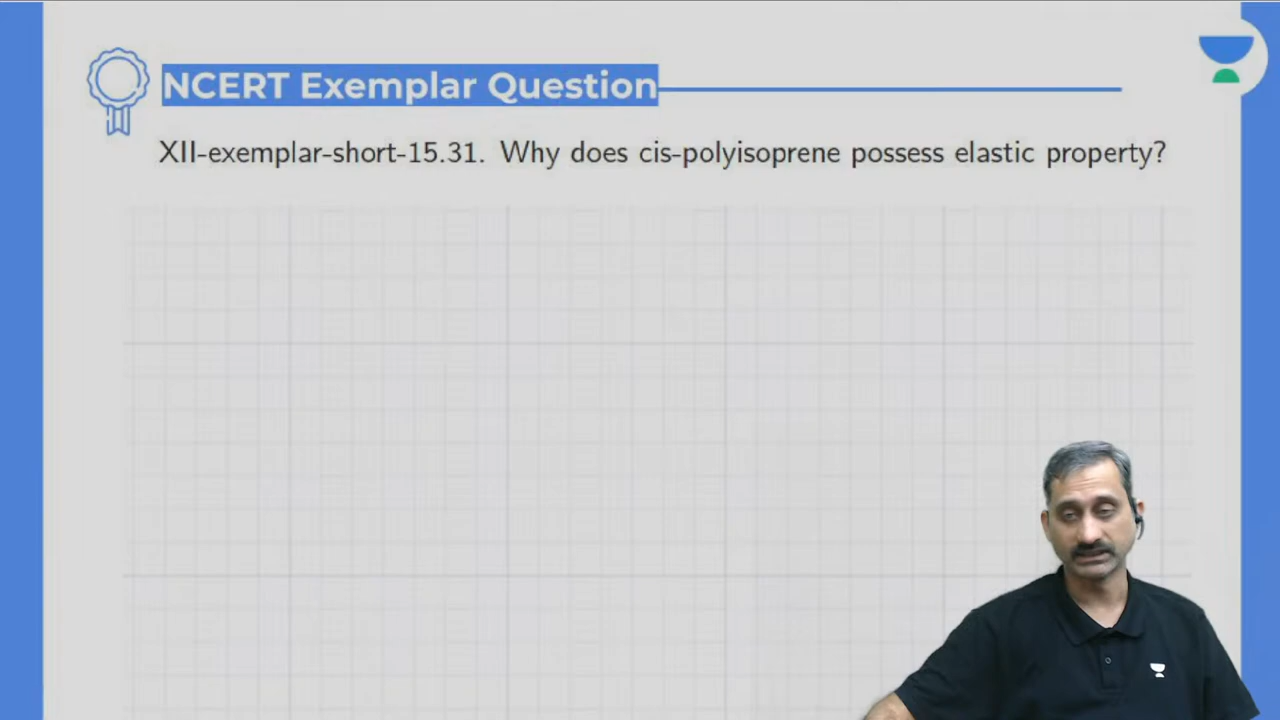 NCERT Exemplar Question
XII-exemplar-short-15.31. Why does cis-polyisoprene possess elastic property?